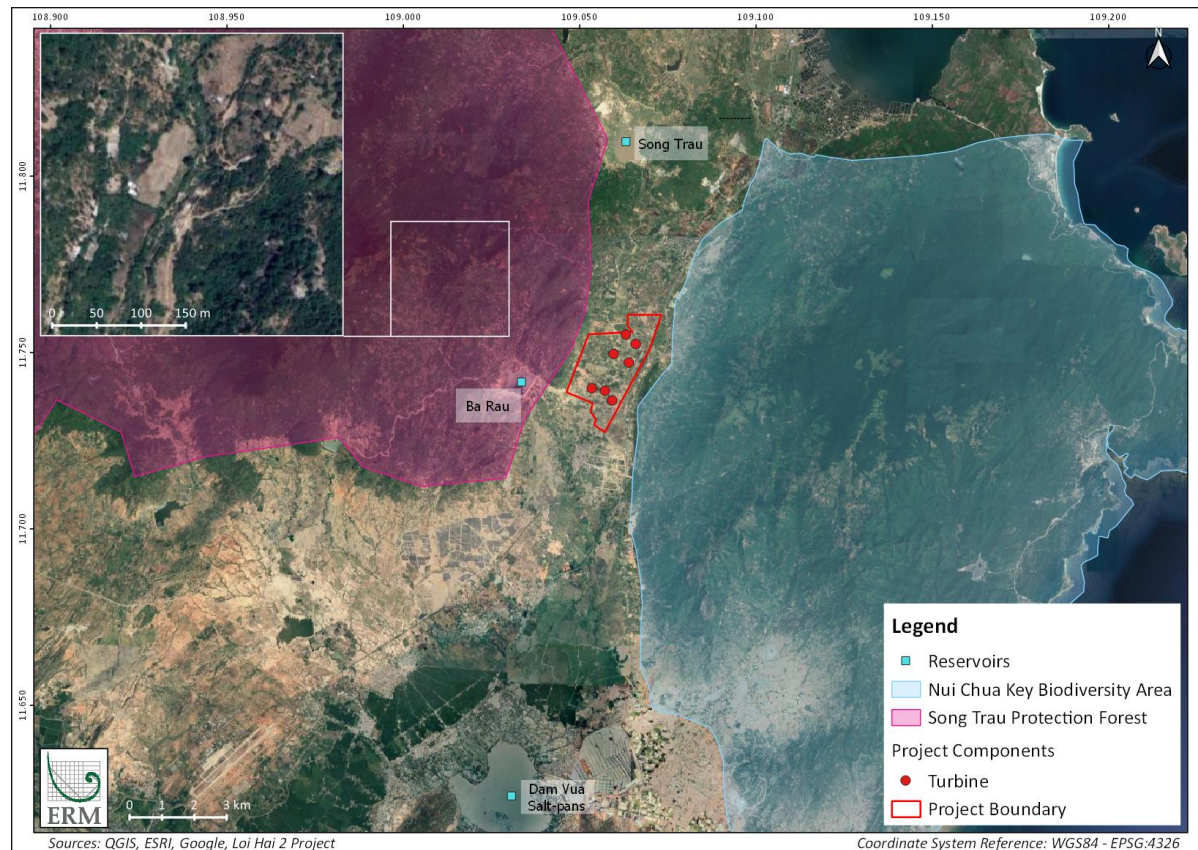 108.900 108.950 109.000 109.050 109.100 109.150 109.200
N
11.800
11.750
11.700
11.650
0 50 100 150 m
Song Trau
Ba Rau
Dam Vua
Salt-pans
Legend
Reservoirs
Nui Chua Key Biodiversity Area
Song Trau Protection Forest
Project Components
Turbine
Project Boundary
ERM
0 1 2 3 km
Sources: QGIS, ESRI, Google, Loi Hai 2 Project
Coordinate System Reference: WGS84 - EPSG:4326